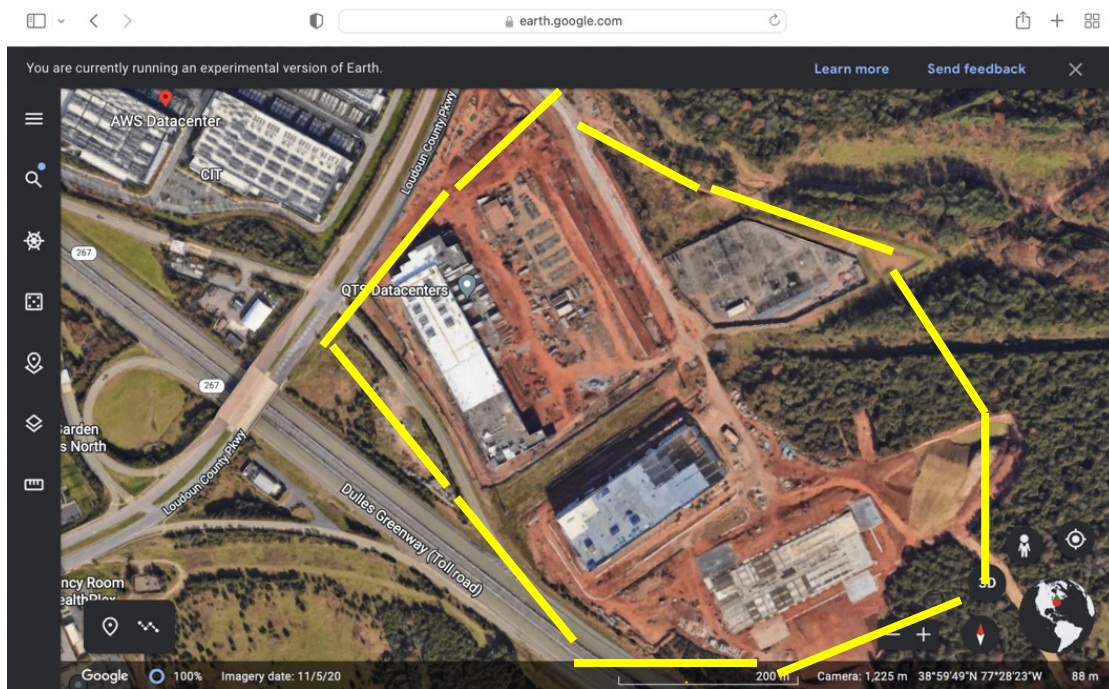 earth.google.com
You are currently running an experimental version of Earth.
Learn more
Send feedback
AWS Datacenter
CIT
Loudoun County Pkwy
267
QTS Datacenters
267
Garden
s North
Loudoun County Pkwy
Dulles Greenway (Toll road)
ncy Room
ealthPlex
3D
Google
100%
Imagery date: 11/5/20
200 m
Camera: 1,225 m
38°59'49"N 77°28'23"W
88 m